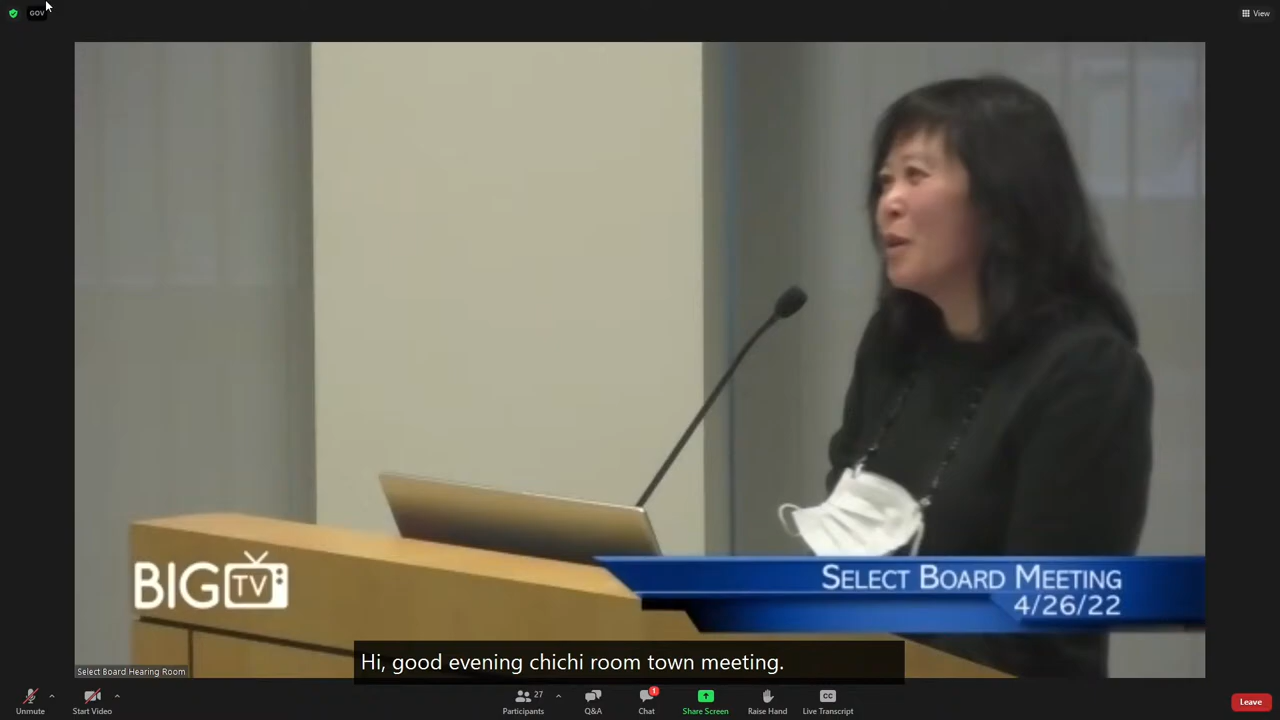 GOV
View
BIG TV
SELECT BOARD MEETING
4/26/22
Hi, good evening chichi room town meeting.
Select Board Hearing Room
Unmute
Start Video
27
Participants
Q&A
1
Chat
Share Screen
Raise Hand
CC
Live Transcript
Leave